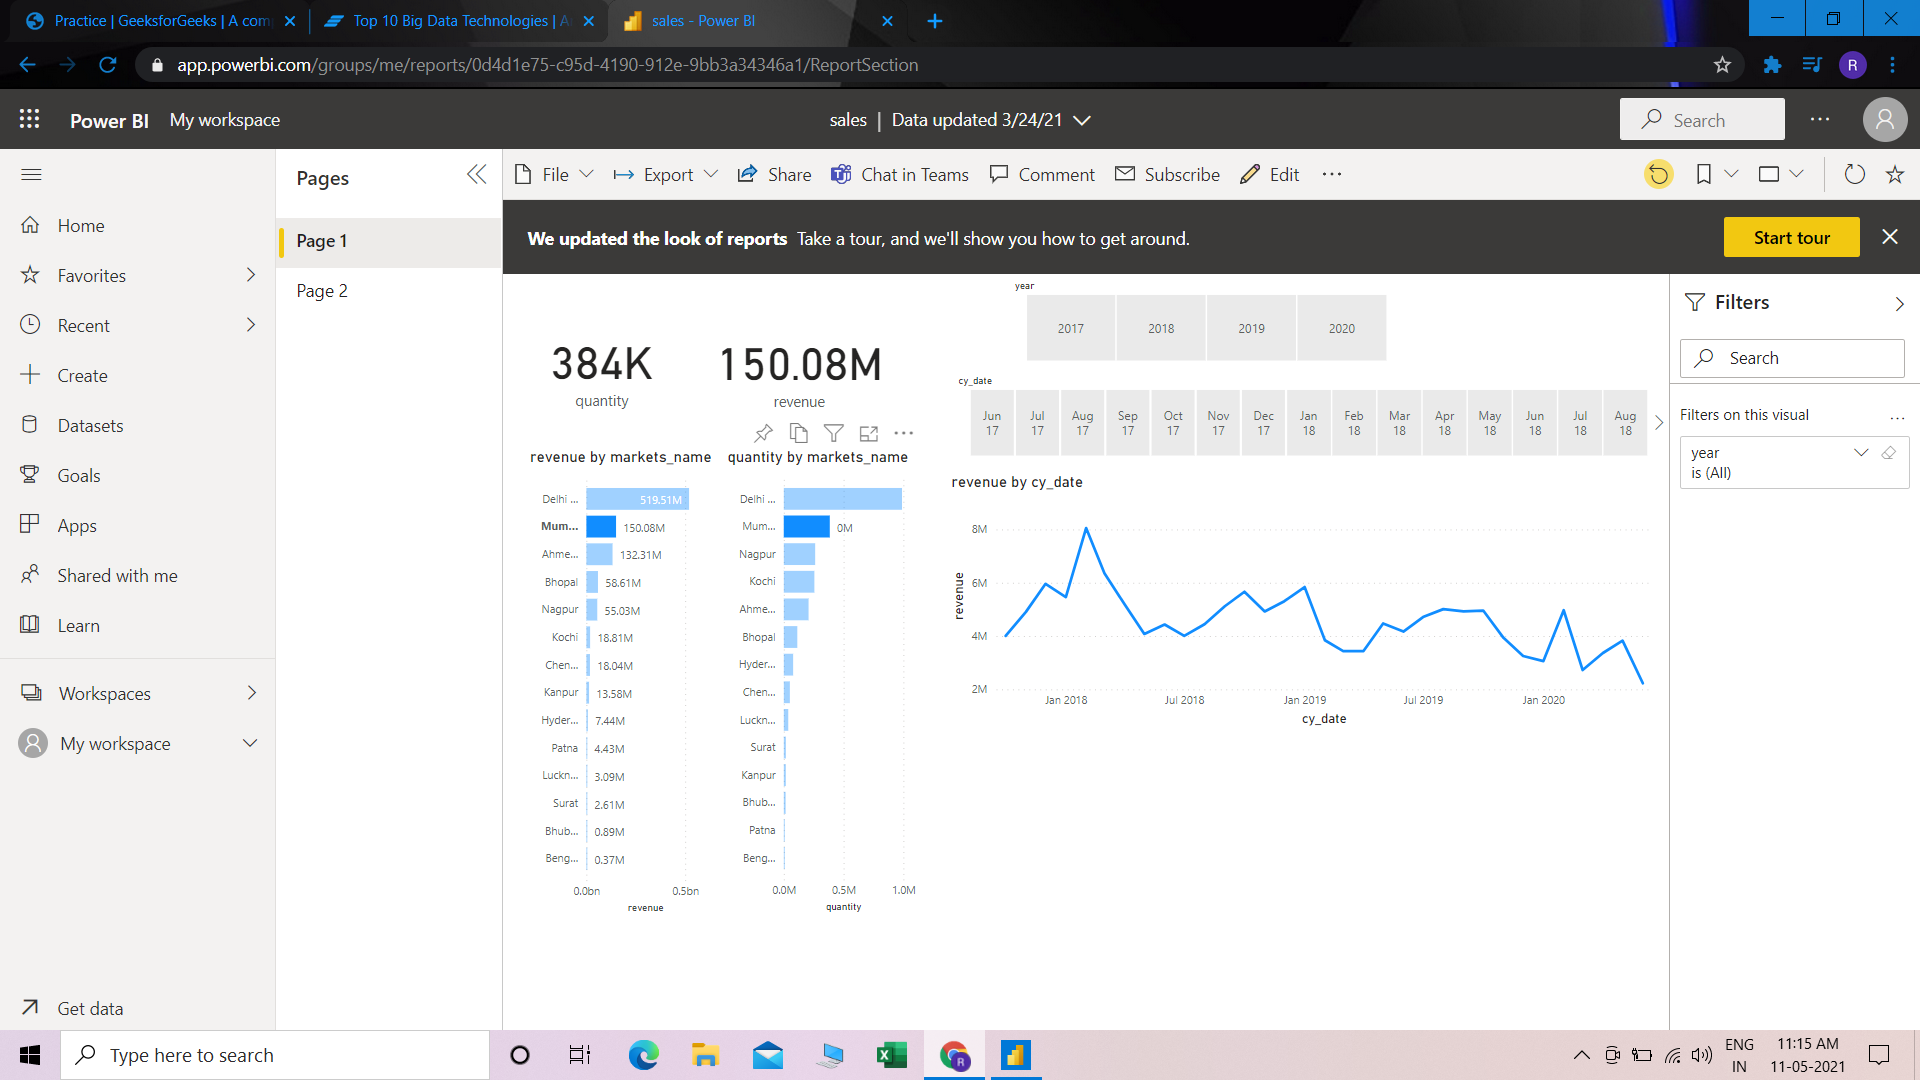 Practice | GeeksforGeeks | A com
Top 10 Big Data Technologies | A
sales - Power BI
app.powerbi.com/groups/me/reports/0d4d1e75-c95d-4190-912e-9bb3a34346a1/ReportSection
R
Power BI My workspace
sales | Data updated 3/24/21
Search
Home
Favorites
Recent
Create
Datasets
Goals
Apps
Shared with me
Learn
Workspaces
My workspace
Get data
Pages
Page 1
Page 2
File Export Share Chat in Teams Comment Subscribe Edit
We updated the look of reports Take a tour, and we'll show you how to get around.
Start tour
384K
quantity
150.08M
revenue
year
2017 2018 2019 2020
cy_date
Jun 17 Jul 17 Aug 17 Sep 17 Oct 17 Nov 17 Dec 17 Jan 18 Feb 18 Mar 18 Apr 18 May 18 Jun 18 Jul 18 Aug 18
revenue by markets_name
Delhi ... 519.51M
Mum... 150.08M
Ahme... 132.31M
Bhopal 58.61M
Nagpur 55.03M
Kochi 18.81M
Chen... 18.04M
Kanpur 13.58M
Hyder... 7.44M
Patna 4.43M
Luckn... 3.09M
Surat 2.61M
Bhub... 0.89M
Beng... 0.37M
0.0bn 0.5bn
revenue
quantity by markets_name
Delhi ...
Mum... 0M
Nagpur
Kochi
Ahme...
Bhopal
Hyder...
Chen...
Luckn...
Surat
Kanpur
Bhub...
Patna
Beng...
0.0M 0.5M 1.0M
quantity
revenue by cy_date
8M
6M
4M
2M
revenue
Jan 2018 Jul 2018 Jan 2019 Jul 2019 Jan 2020
cy_date
Filters
Search
Filters on this visual
year
is (All)
Type here to search
R
ENG
IN
11:15 AM
11-05-2021